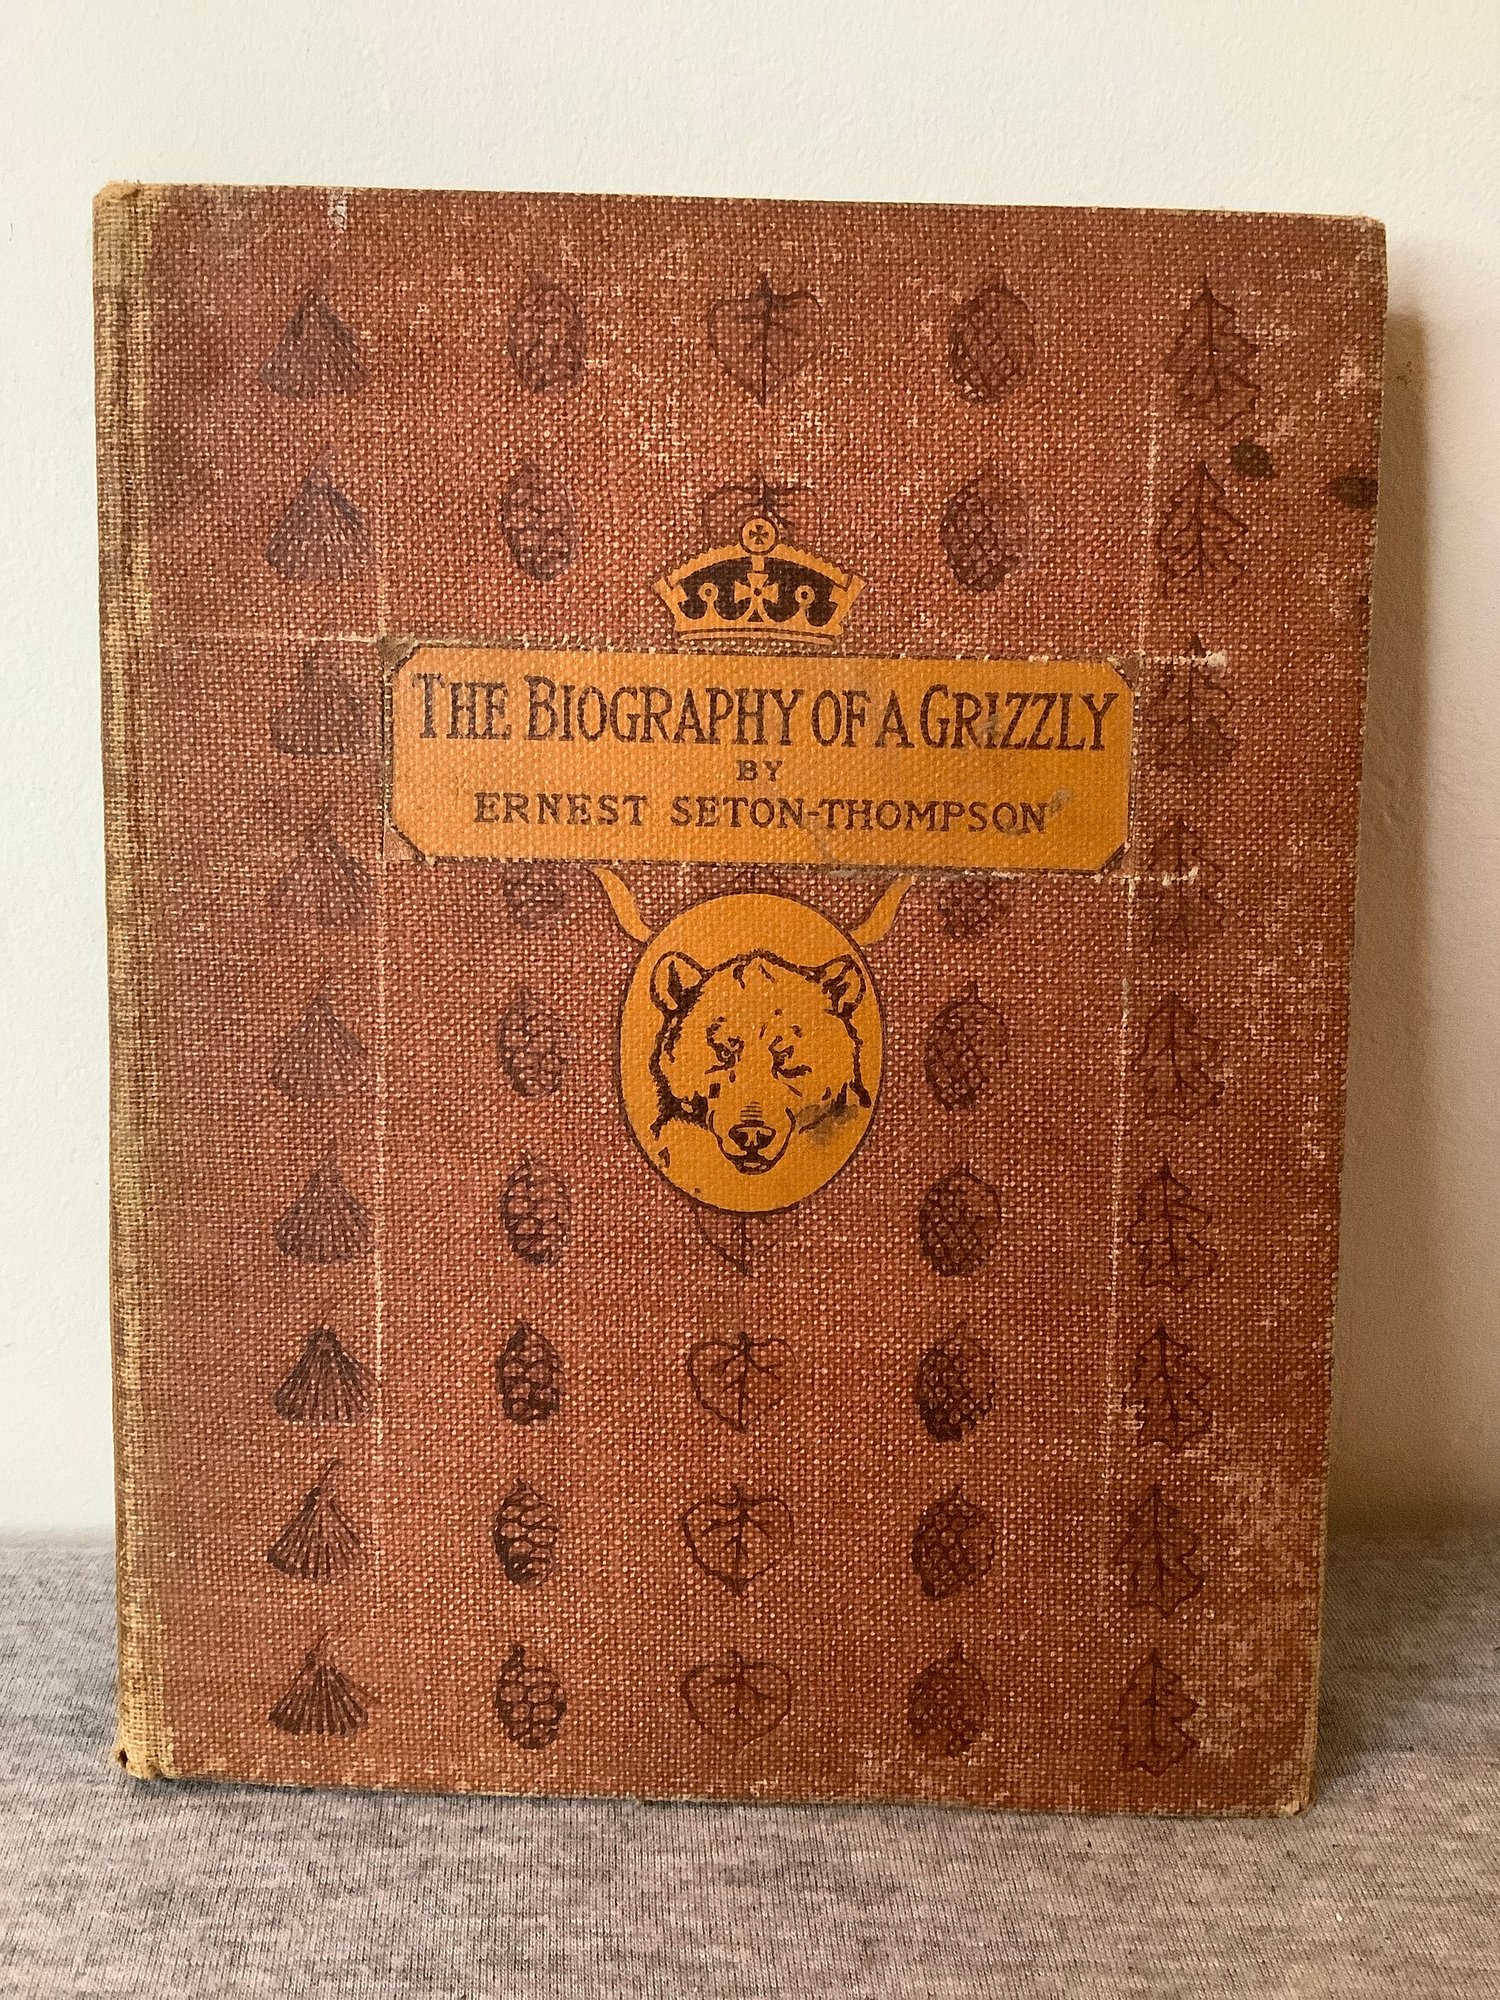 THE BIOGRAPHY OF A GRIZZLY
BY
ERNEST SETON-THOMPSON